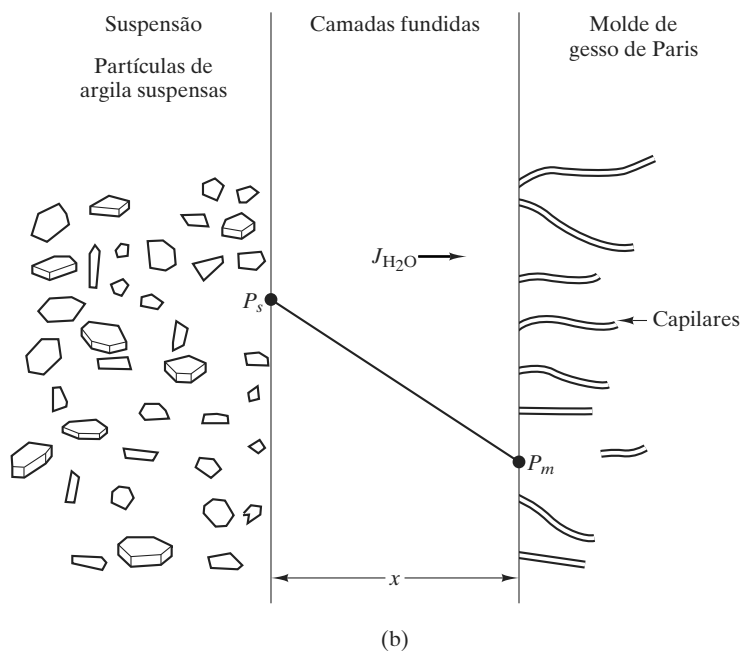 Suspensão
Partículas de
argila suspensas
Camadas fundidas
Molde de
gesso de Paris
J_H₂O
P_s
Capilares
P_m
x
(b)